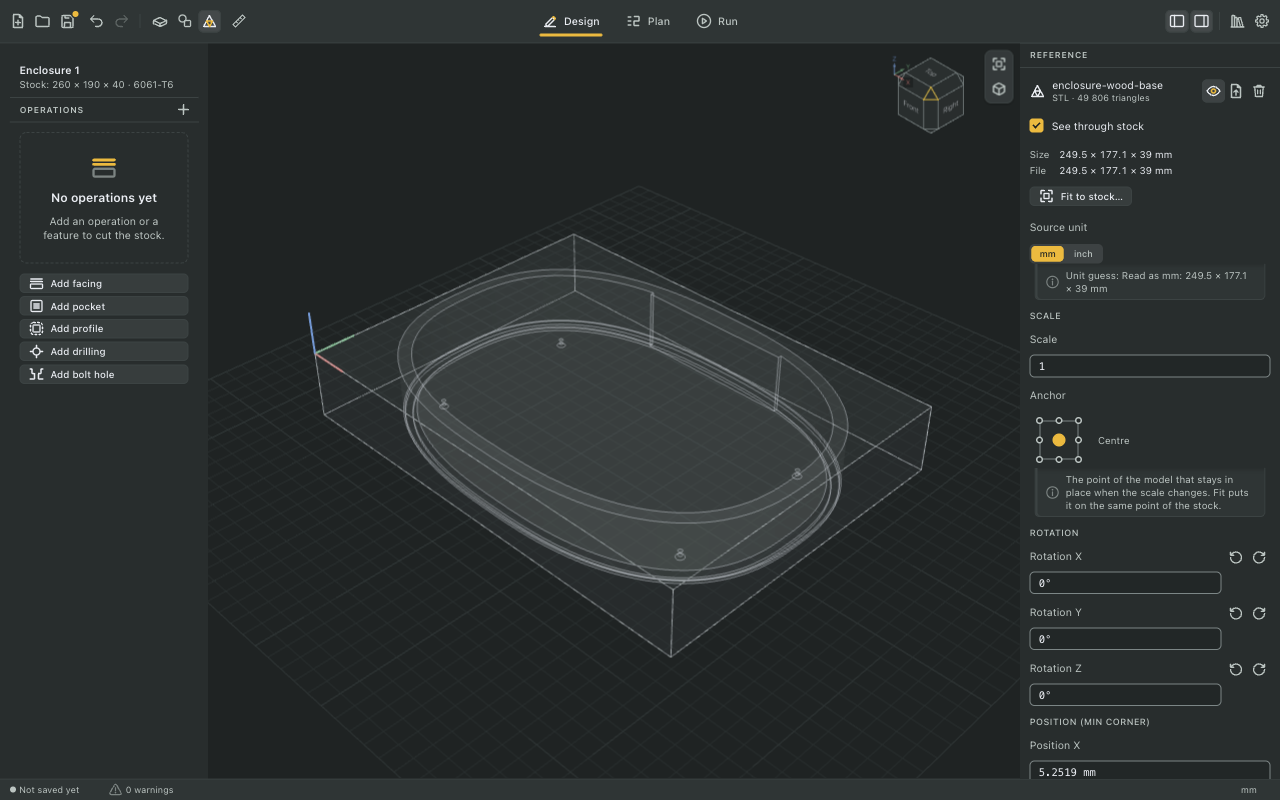 Design
Plan
Run
Enclosure 1
Stock: 260 × 190 × 40 · 6061-T6
OPERATIONS
No operations yet
Add an operation or a
feature to cut the stock.
Add facing
Add pocket
Add profile
Add drilling
Add bolt hole
Top
Front
Right
REFERENCE
enclosure-wood-base
STL · 49 806 triangles
See through stock
Size 249.5 × 177.1 × 39 mm
File 249.5 × 177.1 × 39 mm
Fit to stock...
Source unit
mm inch
Unit guess: Read as mm: 249.5 × 177.1
× 39 mm
SCALE
Scale
1
Anchor
Centre
The point of the model that stays in
place when the scale changes. Fit puts
it on the same point of the stock.
ROTATION
Rotation X
0°
Rotation Y
0°
Rotation Z
0°
POSITION (MIN CORNER)
Position X
5.2519 mm
Not saved yet
0 warnings
mm